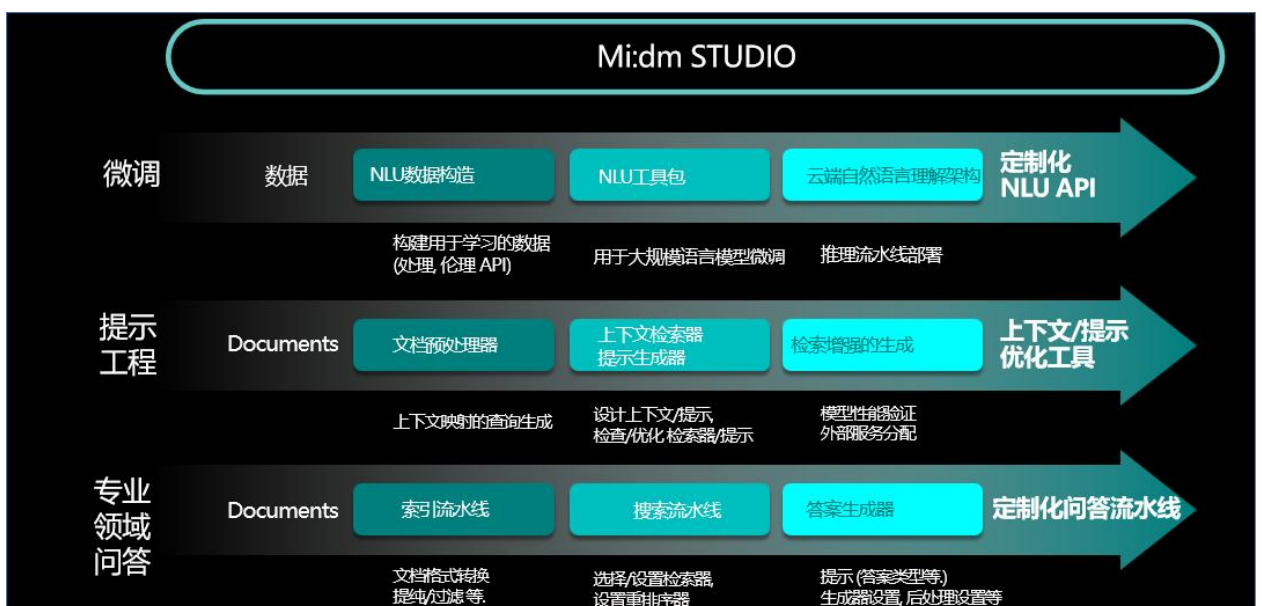 Mi:dm STUDIO
微调
数据
NLU数据构造
NLU工具包
云端自然语言理解架构
定制化
NLU API
构建用于学习的数据
(处理, 伦理 API)
用于大规模语言模型微调
推理流水线部署
提示
工程
Documents
文档预处理器
上下文检索器
提示生成器
检索增强的生成
上下文/提示
优化工具
上下文映射的查询生成
设计上下文/提示,
检查/优化 检索器/提示
模型性能验证
外部服务分配
专业
领域
问答
Documents
索引流水线
搜索流水线
答案生成器
定制化问答流水线
文档格式转换
提纯/过滤 等.
选择/设置检索器,
设置重排序器
提示 (答案类型等.)
生成器设置, 后处理设置等